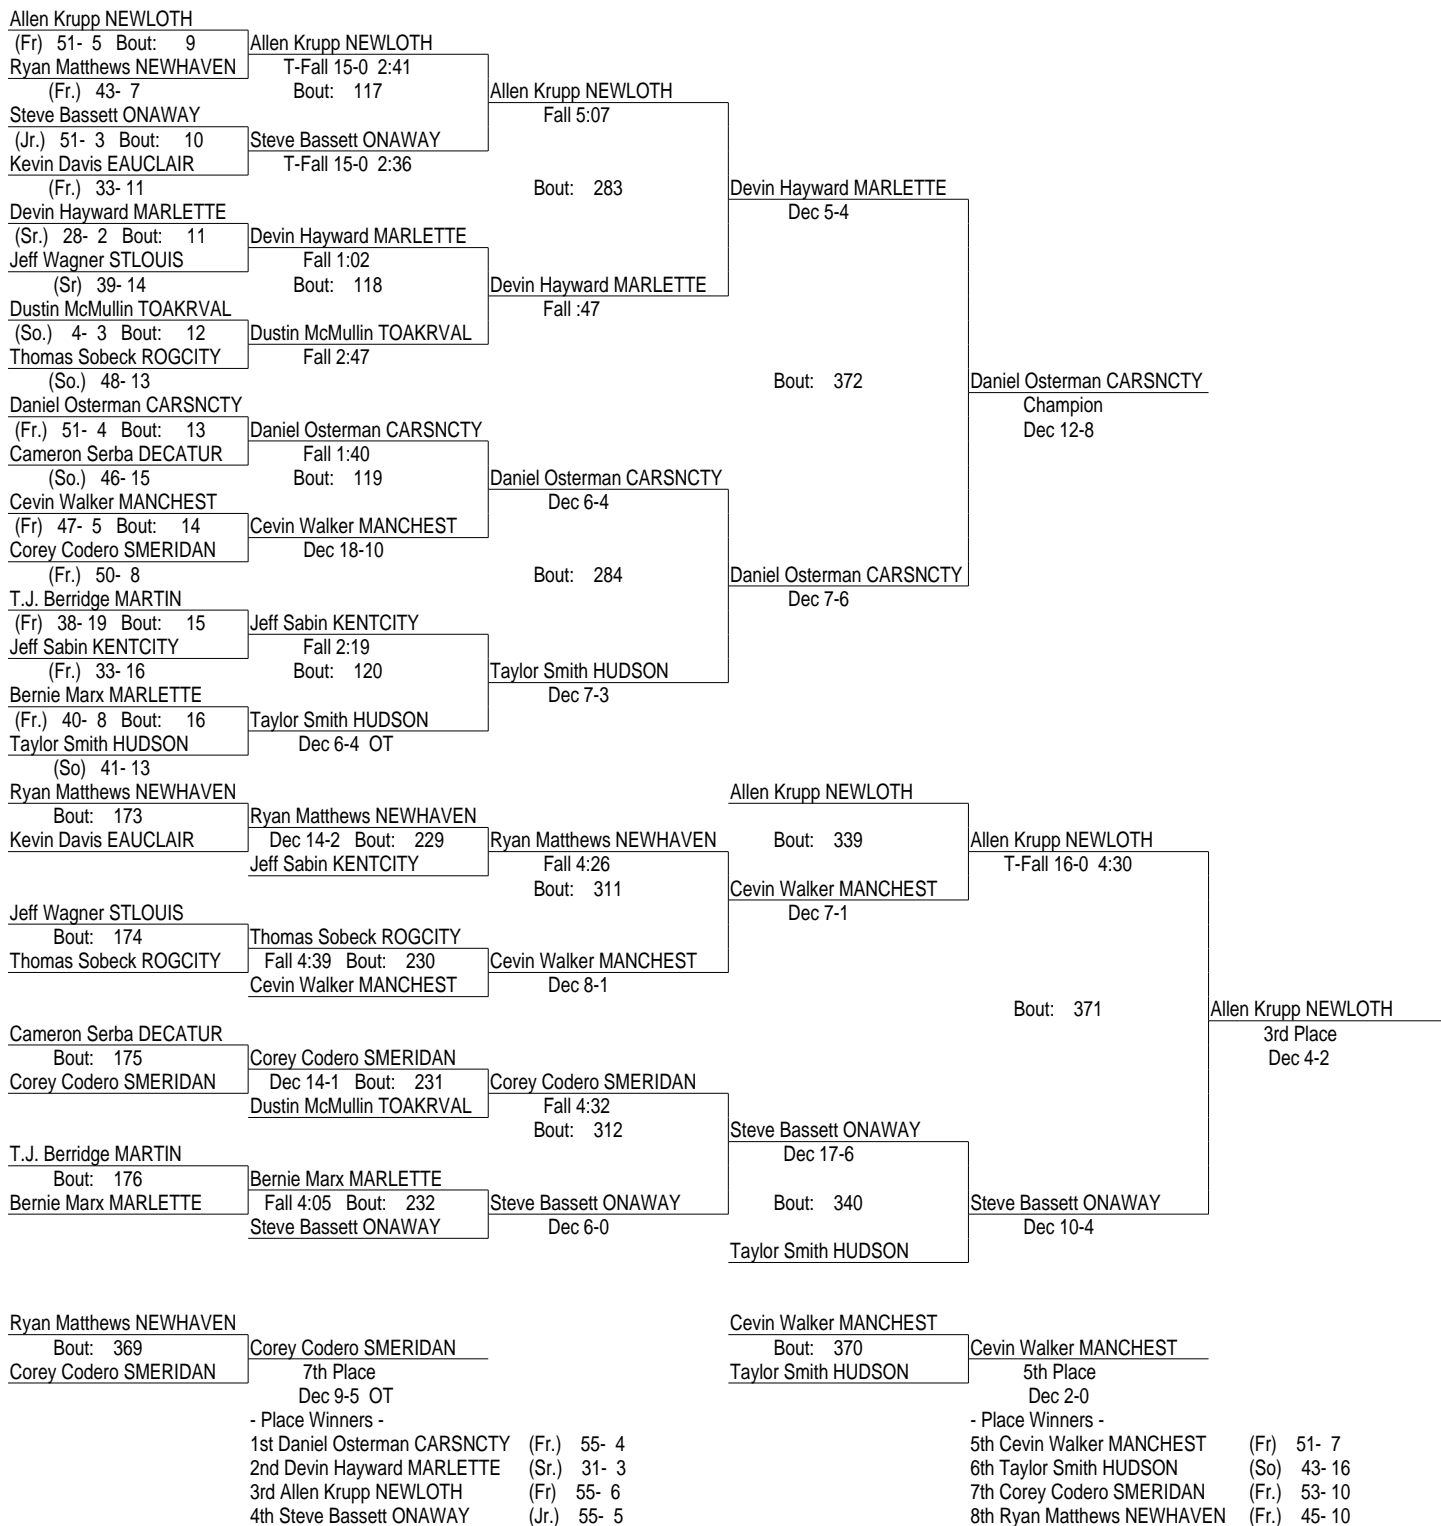 Allen Krupp NEWLOTH
(Fr) 51- 5 Bout: 9 Allen Krupp NEWLOTH
Ryan Matthews NEWHAVEN T-Fall 15-0 2:41
(Fr.) 43- 7 Bout: 117 Allen Krupp NEWLOTH
Steve Bassett ONAWAY Fall 5:07
(Jr.) 51- 3 Bout: 10 Steve Bassett ONAWAY
Kevin Davis EAUCLAIR T-Fall 15-0 2:36
(Fr.) 33- 11 Bout: 283 Devin Hayward MARLETTE
Devin Hayward MARLETTE Dec 5-4
(Sr.) 28- 2 Bout: 11 Devin Hayward MARLETTE
Jeff Wagner STLOUIS Fall 1:02
(Sr) 39- 14 Bout: 118 Devin Hayward MARLETTE
Dustin McMullin TOAKRVAL Fall :47
(So.) 4- 3 Bout: 12 Dustin McMullin TOAKRVAL
Thomas Sobeck ROGCITY Fall 2:47
(So.) 48- 13 Bout: 372 Daniel Osterman CARSNCTY
Daniel Osterman CARSNCTY Champion
(Fr.) 51- 4 Bout: 13 Daniel Osterman CARSNCTY Dec 12-8
Cameron Serba DECATUR Fall 1:40
(So.) 46- 15 Bout: 119 Daniel Osterman CARSNCTY
Cevin Walker MANCHEST Dec 6-4
(Fr) 47- 5 Bout: 14 Cevin Walker MANCHEST
Corey Codero SMERIDAN Dec 18-10
(Fr.) 50- 8 Bout: 284 Daniel Osterman CARSNCTY
T.J. Berridge MARTIN Dec 7-6
(Fr) 38- 19 Bout: 15 Jeff Sabin KENTCITY
Jeff Sabin KENTCITY Fall 2:19
(Fr.) 33- 16 Bout: 120 Taylor Smith HUDSON
Bernie Marx MARLETTE Dec 7-3
(Fr.) 40- 8 Bout: 16 Taylor Smith HUDSON
Taylor Smith HUDSON Dec 6-4 OT
(So) 41- 13
Ryan Matthews NEWHAVEN Allen Krupp NEWLOTH
Bout: 173 Ryan Matthews NEWHAVEN
Kevin Davis EAUCLAIR Dec 14-2 Bout: 229 Ryan Matthews NEWHAVEN Bout: 339 Allen Krupp NEWLOTH
Jeff Sabin KENTCITY Fall 4:26 T-Fall 16-0 4:30
Bout: 311 Cevin Walker MANCHEST
Jeff Wagner STLOUIS Dec 7-1
Bout: 174 Thomas Sobeck ROGCITY
Thomas Sobeck ROGCITY Fall 4:39 Bout: 230 Cevin Walker MANCHEST
Cevin Walker MANCHEST Dec 8-1
Bout: 371 Allen Krupp NEWLOTH
Cameron Serba DECATUR 3rd Place
Bout: 175 Corey Codero SMERIDAN Dec 4-2
Corey Codero SMERIDAN Dec 14-1 Bout: 231 Corey Codero SMERIDAN
Dustin McMullin TOAKRVAL Fall 4:32
Bout: 312 Steve Bassett ONAWAY
T.J. Berridge MARTIN Dec 17-6
Bout: 176 Bernie Marx MARLETTE
Bernie Marx MARLETTE Fall 4:05 Bout: 232 Steve Bassett ONAWAY Bout: 340 Steve Bassett ONAWAY
Steve Bassett ONAWAY Dec 6-0 Dec 10-4
Taylor Smith HUDSON
Ryan Matthews NEWHAVEN Cevin Walker MANCHEST
Bout: 369 Corey Codero SMERIDAN Bout: 370 Cevin Walker MANCHEST
Corey Codero SMERIDAN 7th Place Taylor Smith HUDSON 5th Place
Dec 9-5 OT Dec 2-0
- Place Winners - - Place Winners -
1st Daniel Osterman CARSNCTY (Fr.) 55- 4 5th Cevin Walker MANCHEST (Fr) 51- 7
2nd Devin Hayward MARLETTE (Sr.) 31- 3 6th Taylor Smith HUDSON (So) 43- 16
3rd Allen Krupp NEWLOTH (Fr) 55- 6 7th Corey Codero SMERIDAN (Fr.) 53- 10
4th Steve Bassett ONAWAY (Jr.) 55- 5 8th Ryan Matthews NEWHAVEN (Fr.) 45- 10